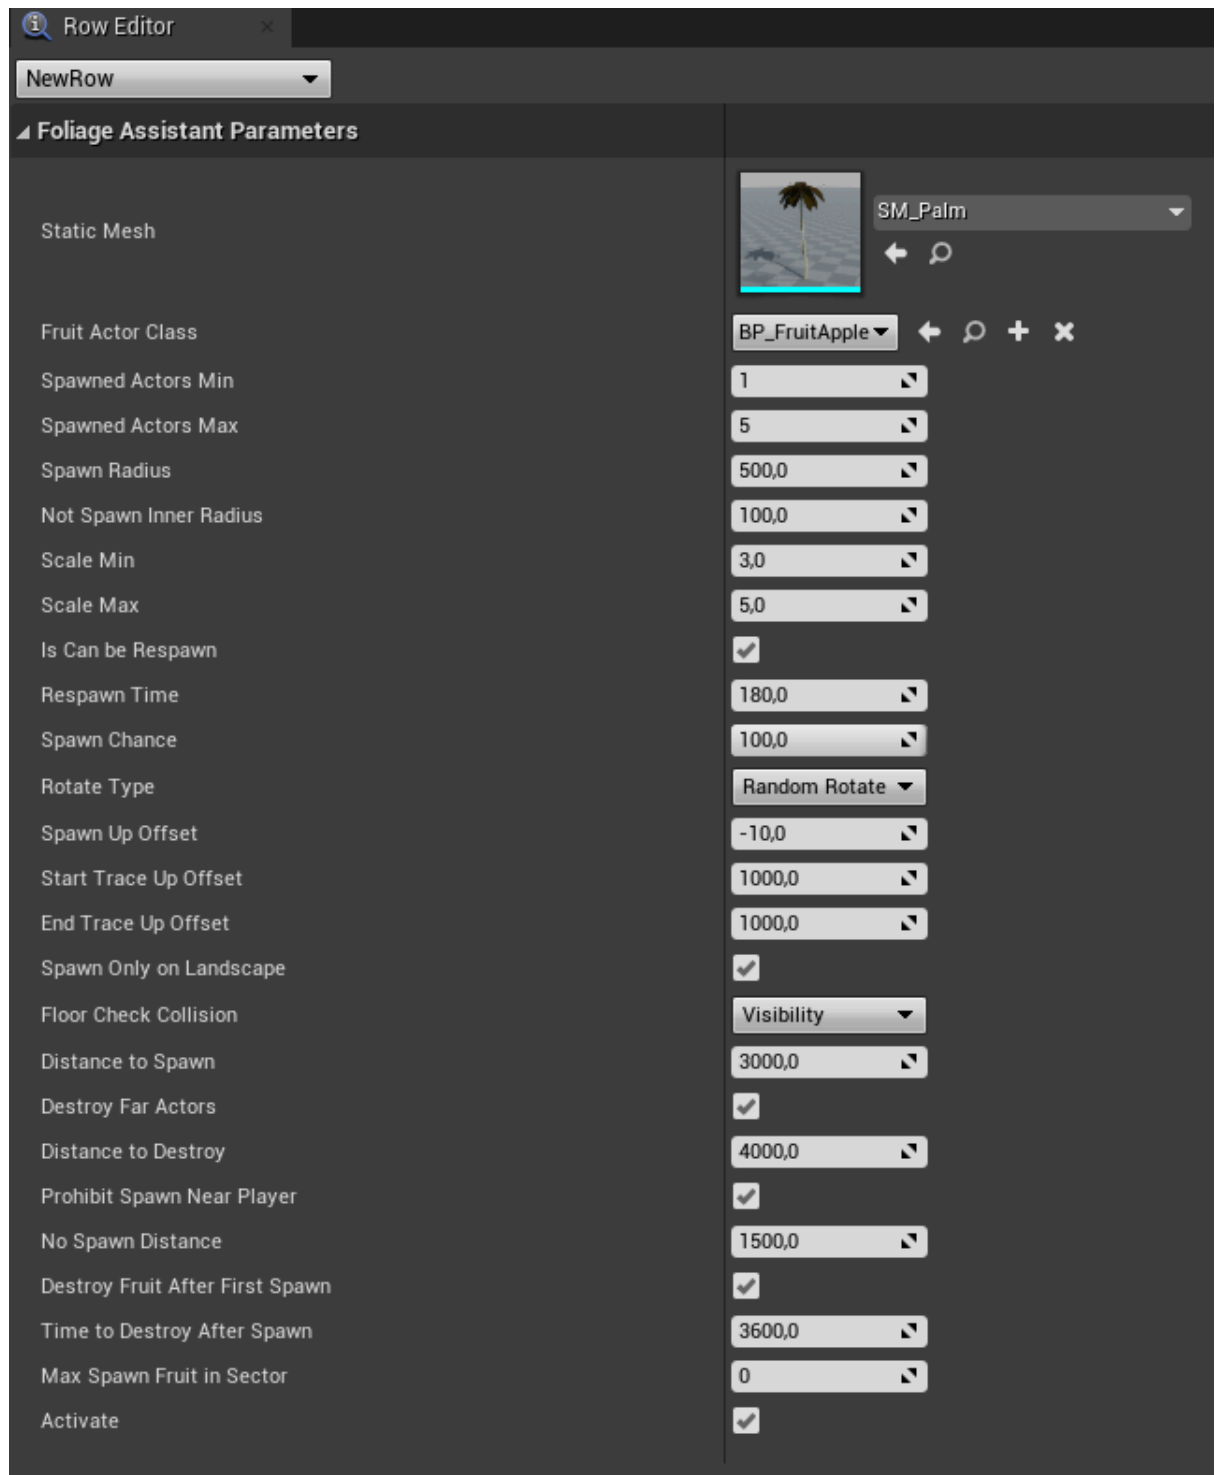 Row Editor
NewRow
Foliage Assistant Parameters
Static Mesh
SM_Palm
Fruit Actor Class BP_FruitApple
Spawned Actors Min 1
Spawned Actors Max 5
Spawn Radius 500,0
Not Spawn Inner Radius 100,0
Scale Min 3,0
Scale Max 5,0
Is Can be Respawn
Respawn Time 180,0
Spawn Chance 100,0
Rotate Type Random Rotate
Spawn Up Offset -10,0
Start Trace Up Offset 1000,0
End Trace Up Offset 1000,0
Spawn Only on Landscape
Floor Check Collision Visibility
Distance to Spawn 3000,0
Destroy Far Actors
Distance to Destroy 4000,0
Prohibit Spawn Near Player
No Spawn Distance 1500,0
Destroy Fruit After First Spawn
Time to Destroy After Spawn 3600,0
Max Spawn Fruit in Sector 0
Activate